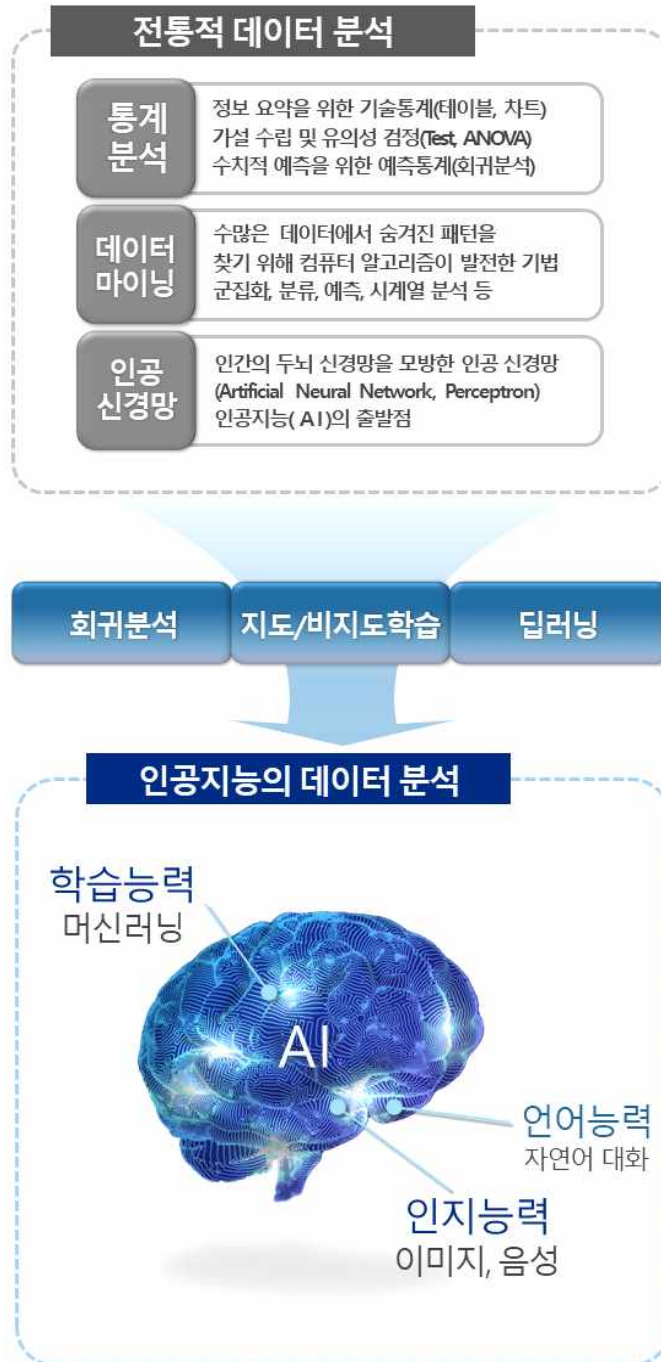 전통적 데이터 분석
통계
분석
정보 요약을 위한 기술통계(테이블, 차트)
가설 수립 및 유의성 검정(Test, ANOVA)
수치적 예측을 위한 예측통계(회귀분석)
데이터
마이닝
수많은 데이터에서 숨겨진 패턴을
찾기 위해 컴퓨터 알고리즘이 발전한 기법
군집화, 분류, 예측, 시계열 분석 등
인공
신경망
인간의 두뇌 신경망을 모방한 인공 신경망
(Artificial Neural Network, Perceptron)
인공지능( AI)의 출발점
회귀분석
지도/비지도학습
딥러닝
인공지능의 데이터 분석
학습능력
머신러닝
AI
언어능력
자연어 대화
인지능력
이미지, 음성